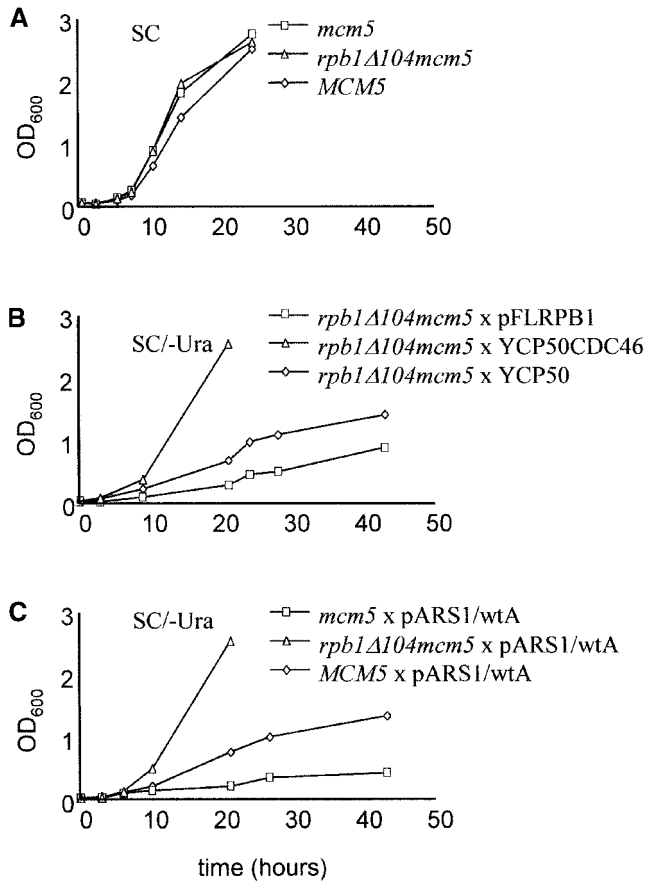 A
SC
mcm5
rpb1Δ104mcm5
MCM5
OD600
3
2
1
0
0 10 20 30 40 50
B
SC/-Ura
rpb1Δ104mcm5 x pFLRPB1
rpb1Δ104mcm5 x YCP50CDC46
rpb1Δ104mcm5 x YCP50
OD600
3
2
1
0
0 10 20 30 40 50
C
SC/-Ura
mcm5 x pARS1/wtA
rpb1Δ104mcm5 x pARS1/wtA
MCM5 x pARS1/wtA
OD600
3
2
1
0
0 10 20 30 40 50
time (hours)